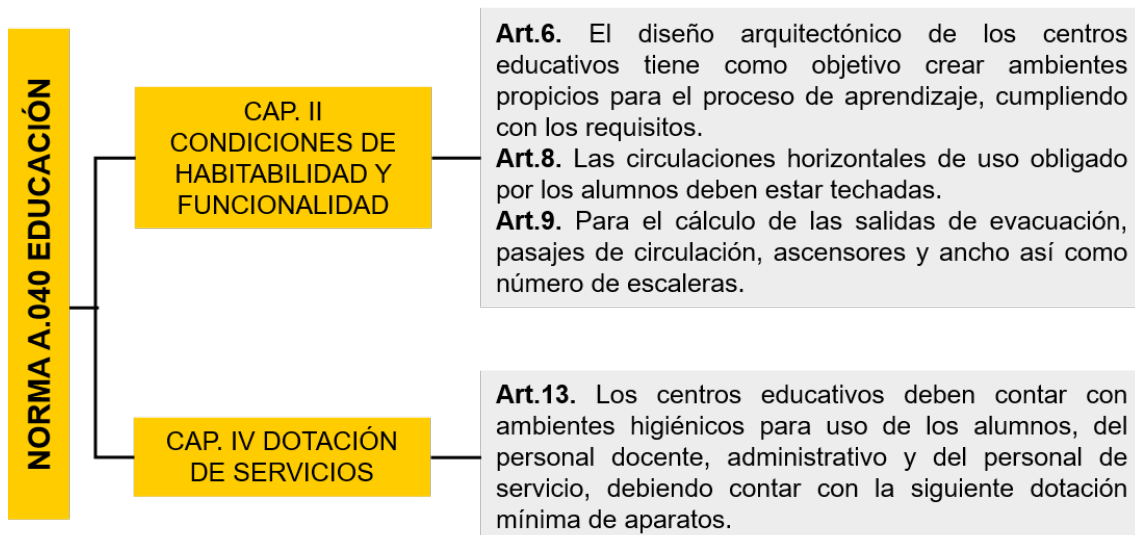 NORMA A.040 EDUCACIÓN
CAP. II
CONDICIONES DE
HABITABILIDAD Y
FUNCIONALIDAD
Art.6. El diseño arquitectónico de los centros
educativos tiene como objetivo crear ambientes
propicios para el proceso de aprendizaje, cumpliendo
con los requisitos.
Art.8. Las circulaciones horizontales de uso obligado
por los alumnos deben estar techadas.
Art.9. Para el cálculo de las salidas de evacuación,
pasajes de circulación, ascensores y ancho así como
número de escaleras.
CAP. IV DOTACIÓN
DE SERVICIOS
Art.13. Los centros educativos deben contar con
ambientes higiénicos para uso de los alumnos, del
personal docente, administrativo y del personal de
servicio, debiendo contar con la siguiente dotación
mínima de aparatos.